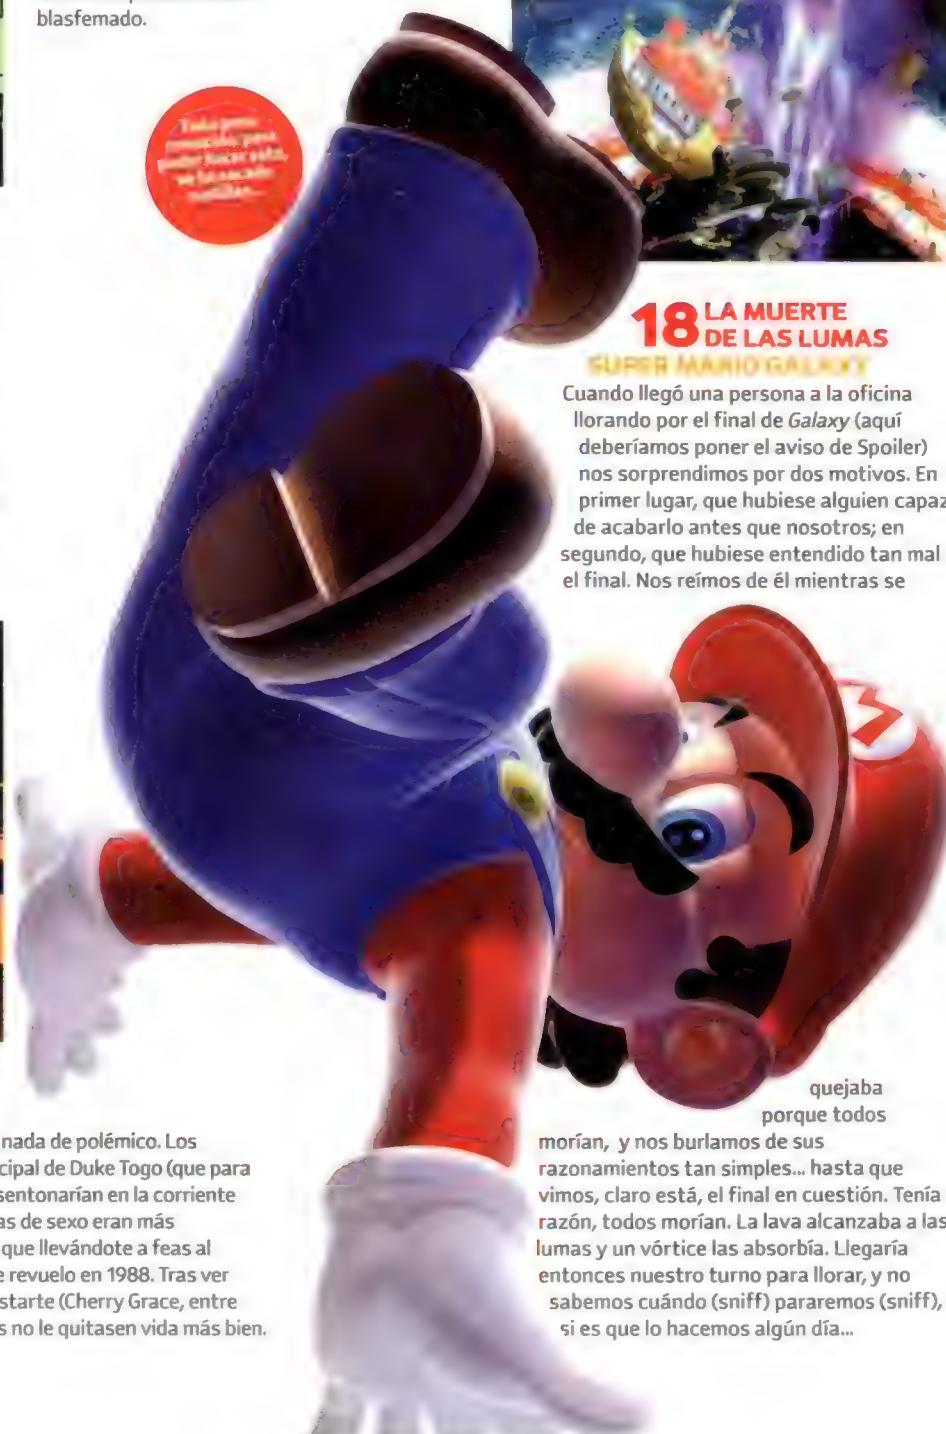 blasfemado.
18 LA MUERTE
DE LAS LUMAS
SUPER MARIO GALAXY
Cuando llegó una persona a la oficina
llorando por el final de Galaxy (aquí
deberíamos poner el aviso de Spoiler)
nos sorprendimos por dos motivos. En
primer lugar, que hubiese alguien capaz
de acabarlo antes que nosotros; en
segundo, que hubiese entendido tan mal
el final. Nos reímos de él mientras se
quejaba
porque todos
morían, y nos burlamos de sus
razonamientos tan simples... hasta que
vimos, claro está, el final en cuestión. Tenía
razón, todos morían. La lava alcanzaba a las
lumas y un vórtice las absorbía. Llegaría
entonces nuestro turno para llorar, y no
sabemos cuándo (sniff) pararemos (sniff),
si es que lo hacemos algún día...
nada de polémico. Los
cipal de Duke Togo (que para
sentonarían en la corriente
as de sexo eran más
que llevándote a feas al
e revuelo en 1988. Tras ver
starte (Cherry Grace, entre
s no le quitasen vida más bien.